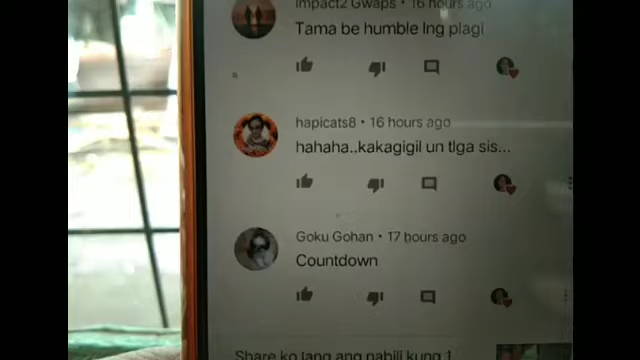 Impact2 Gwaps • 16 hours ago
Tama be humble lng plagi
hapicats8 • 16 hours ago
hahaha..kakagigil un tlga sis...
Goku Gohan • 17 hours ago
Countdown
Share ko lang ang nabili kung 1